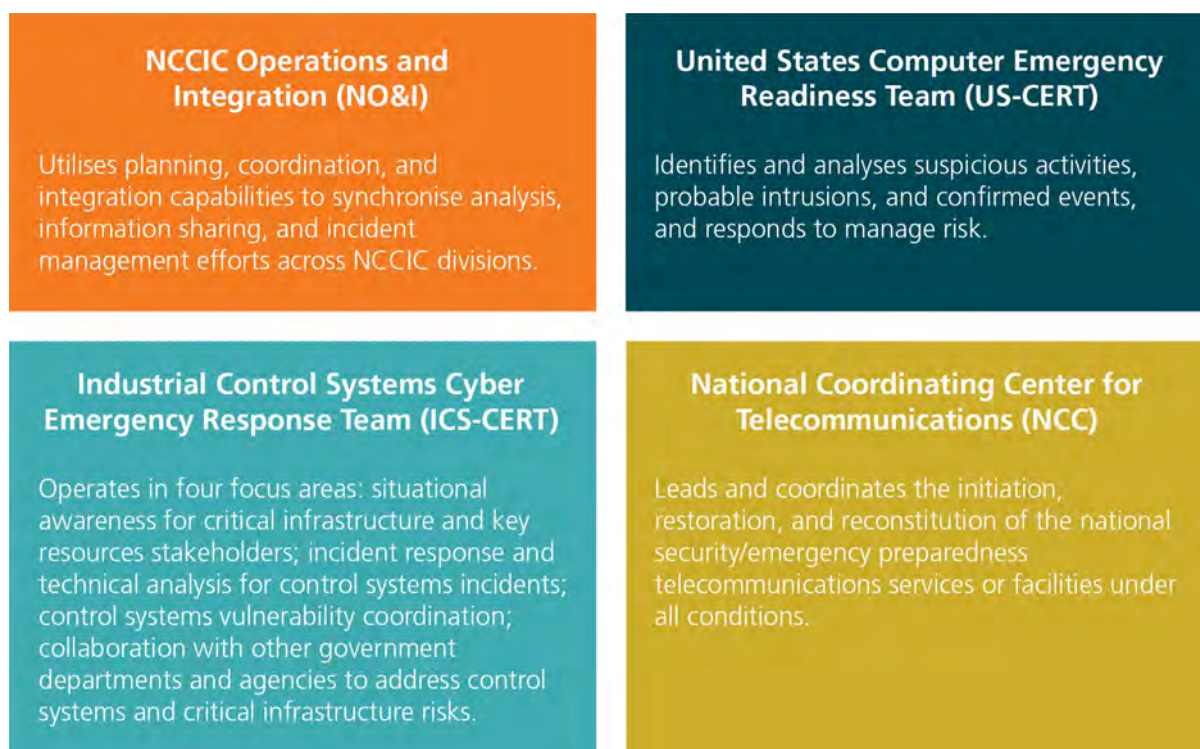 NCCIC Operations and
Integration (NO&I)
Utilises planning, coordination, and
integration capabilities to synchronise analysis,
information sharing, and incident
management efforts across NCCIC divisions.
United States Computer Emergency
Readiness Team (US-CERT)
Identifies and analyses suspicious activities,
probable intrusions, and confirmed events,
and responds to manage risk.
Industrial Control Systems Cyber
Emergency Response Team (ICS-CERT)
Operates in four focus areas: situational
awareness for critical infrastructure and key
resources stakeholders; incident response and
technical analysis for control systems incidents;
control systems vulnerability coordination;
collaboration with other government
departments and agencies to address control
systems and critical infrastructure risks.
National Coordinating Center for
Telecommunications (NCC)
Leads and coordinates the initiation,
restoration, and reconstitution of the national
security/emergency preparedness
telecommunications services or facilities under
all conditions.